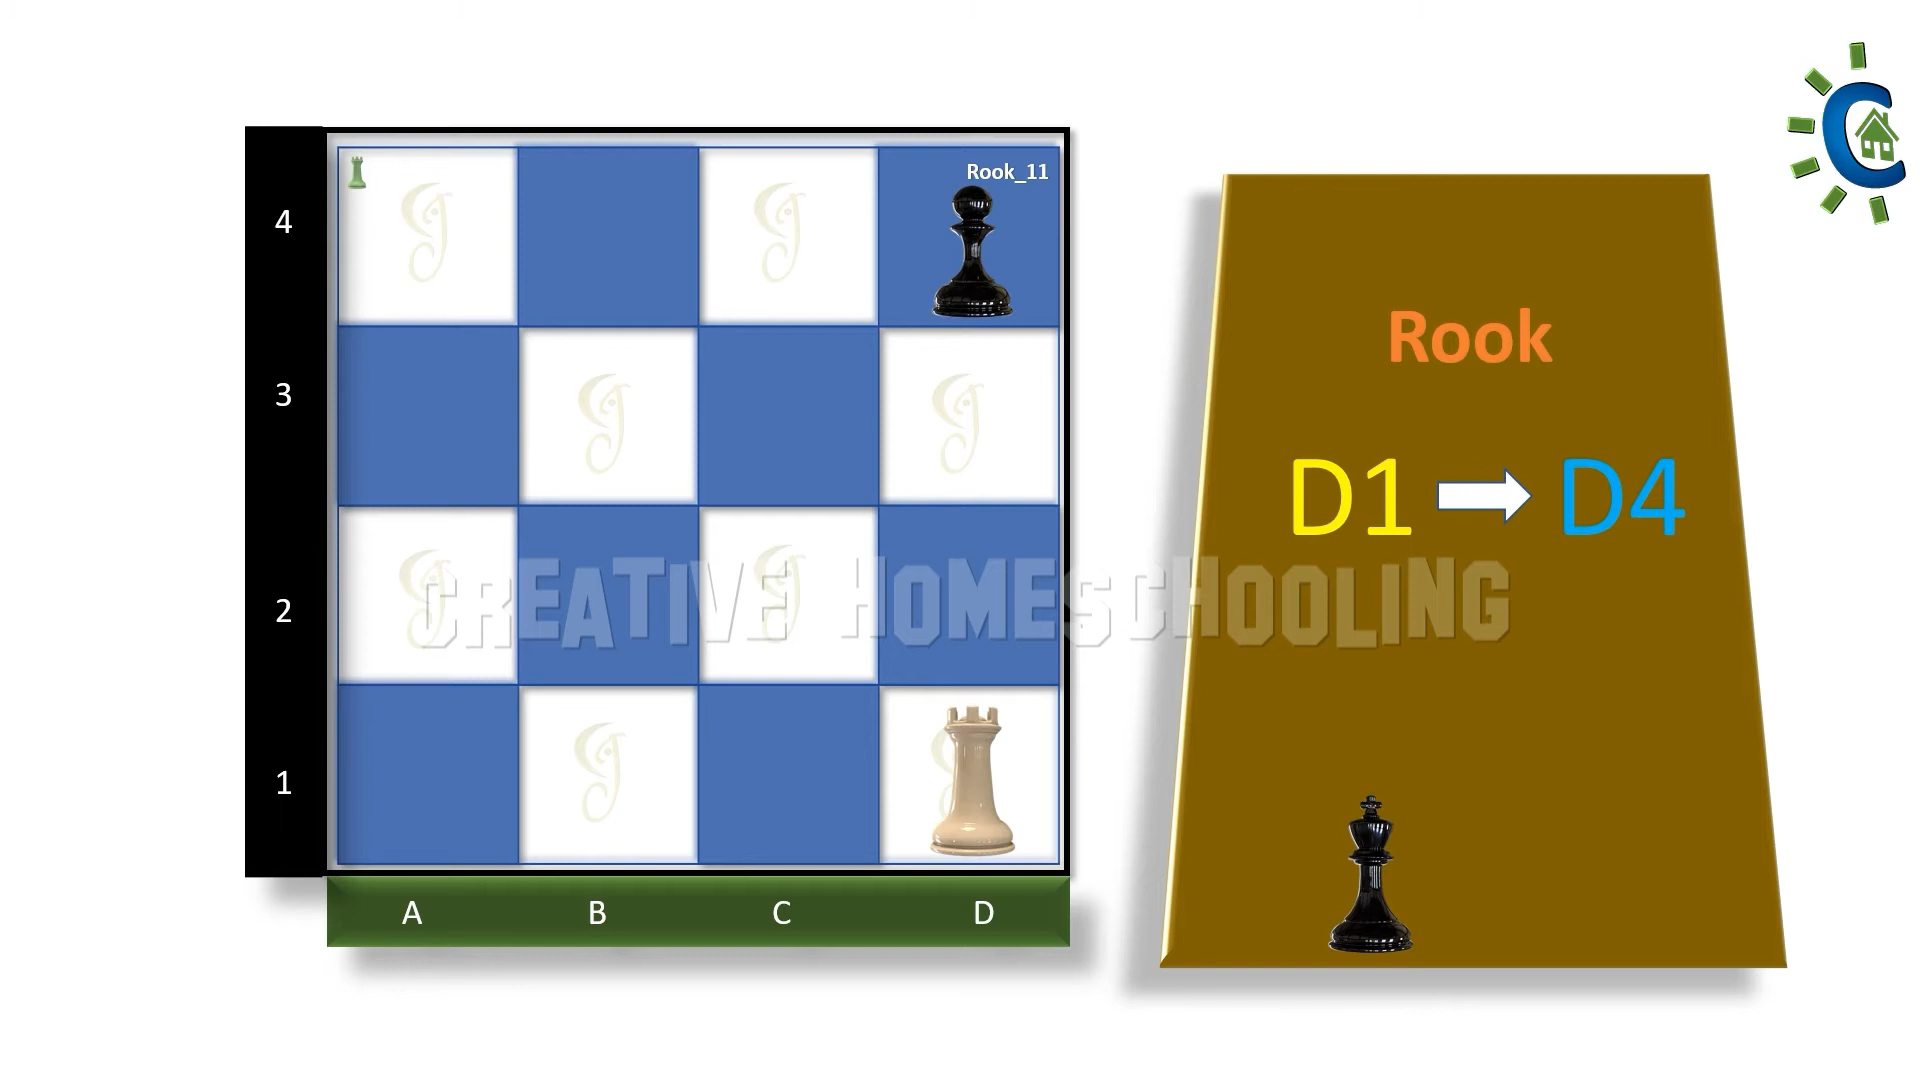 Rook_11
4
3
2
1
A B C D
Rook
D1 D4
CREATIVE HOMESCHOOLING